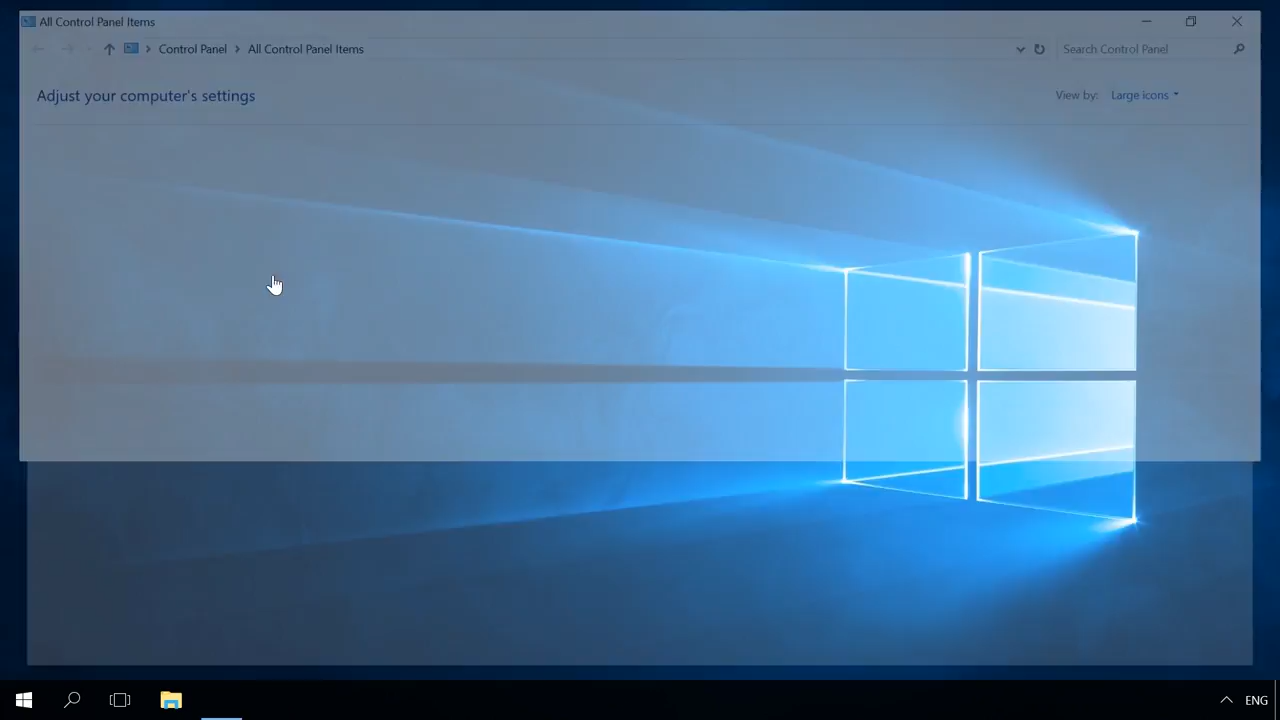 All Control Panel Items
Control Panel
All Control Panel Items
Search Control Panel
Adjust your computer's settings
View by:
Large icons
ENG